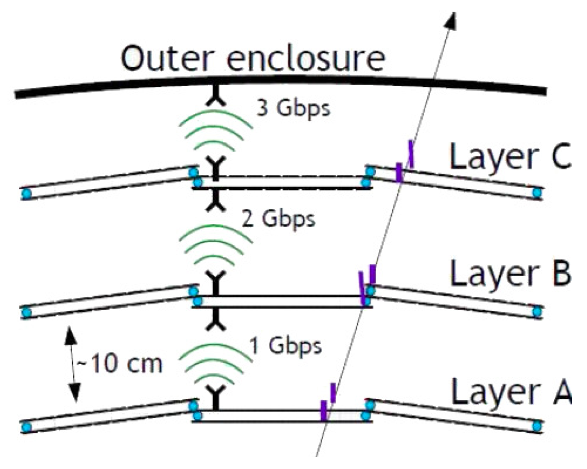 Outer enclosure
3 Gbps
Layer C
2 Gbps
Layer B
1 Gbps
~10 cm
Layer A